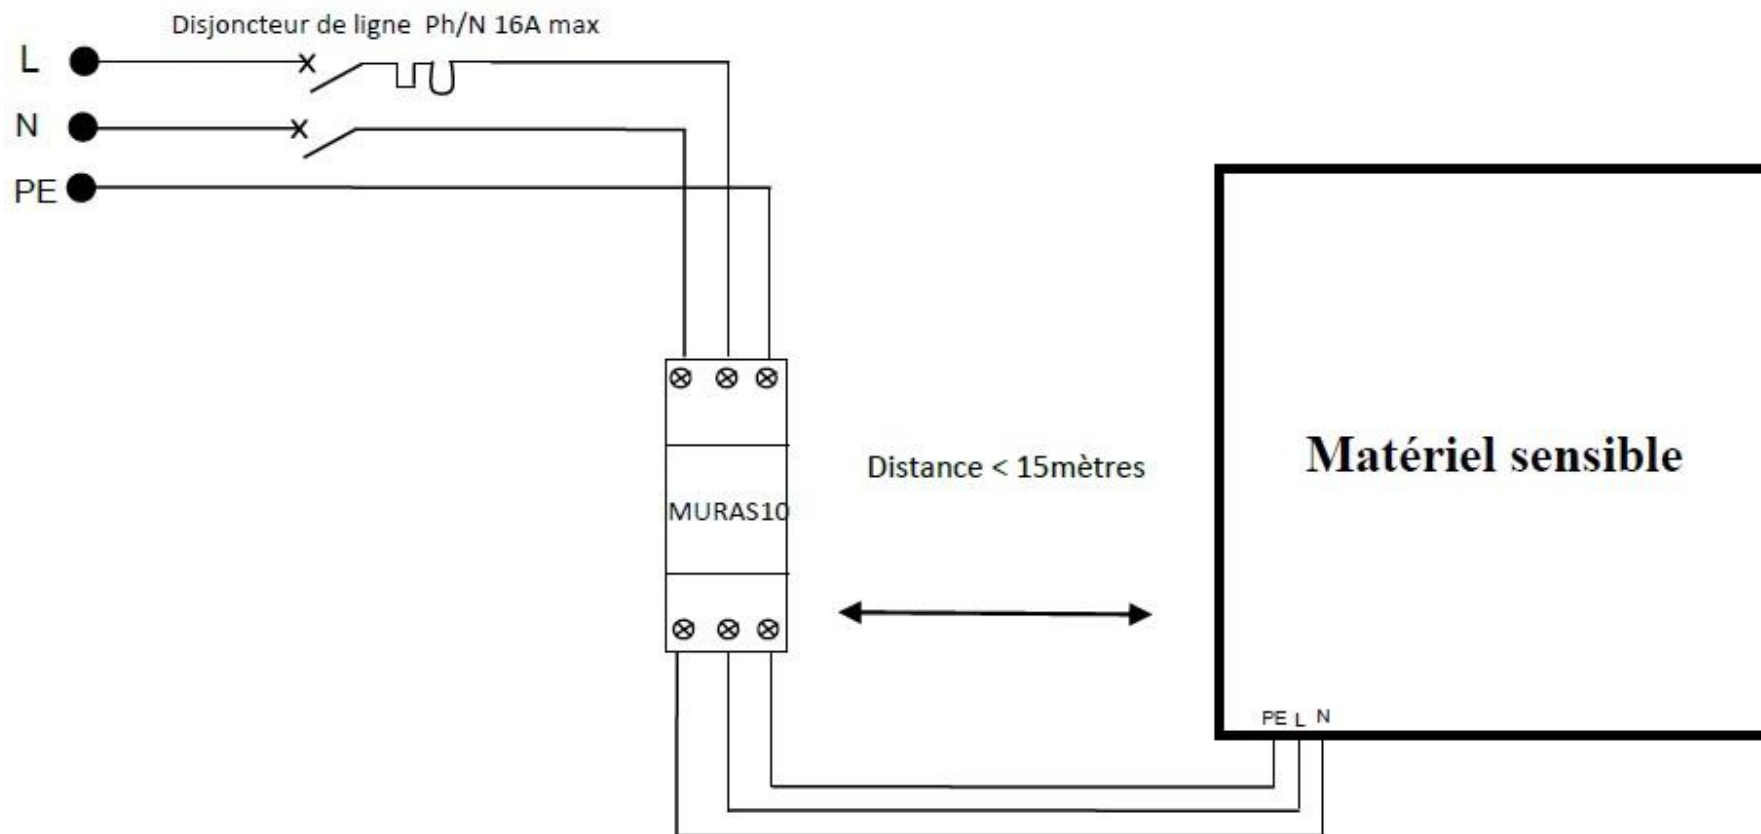 Disjoncteur de ligne Ph/N 16A max
L
N
PE
Distance < 15mètres
Matériel sensible
MURAS10
PE L N